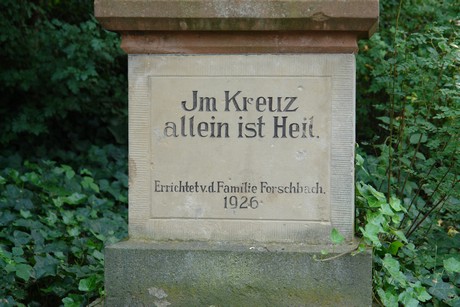 Jm Kreuz
allein ist Heil.
Errichtet v. d. Familie Forschbach.
1926